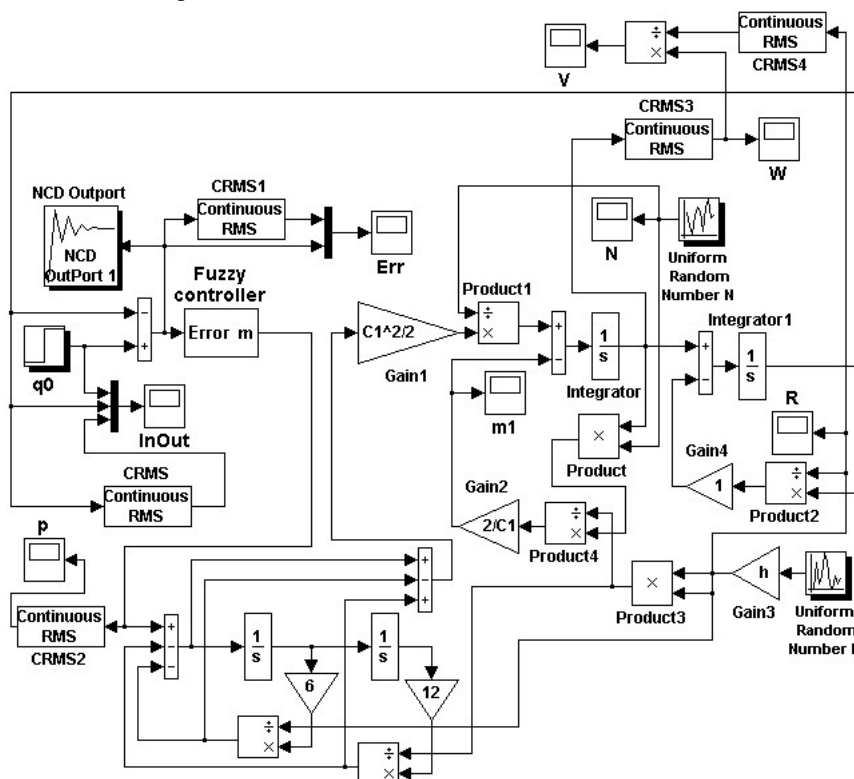 Continuous
RMS
CRMS4
÷
×
V
CRMS3
Continuous
RMS
W
NCD Outport
NCD
OutPort 1
CRMS1
Continuous
RMS
Err
N
Uniform
Random
Number N
Fuzzy
controller
Error m
−
+
q0
InOut
CRMS
Continuous
RMS
C1^2/2
Gain1
Product1
÷
×
+
−
1
s
Integrator
+
−
Integrator1
1
s
m1
×
Product
R
Gain4
1
÷
×
Product2
Gain2
2/C1
÷
×
Product4
×
Product3
h
Gain3
Uniform
Random
Number
p
Continuous
RMS
CRMS2
+
−
−
1
s
1
s
+
−
+
6
12
÷
×
÷
×